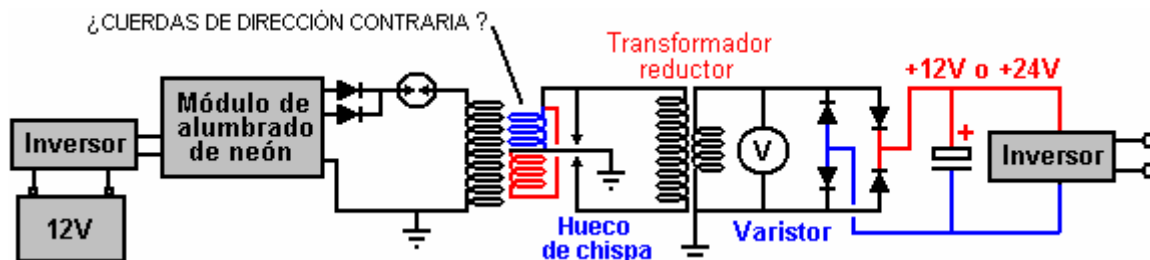 ¿CUERDAS DE DIRECCIÓN CONTRARIA ?
Transformador
reductor
+12V o +24V
Módulo de
alumbrado
de neón
Inversor
12V
V
+
Inversor
Hueco
de chispa
Varistor